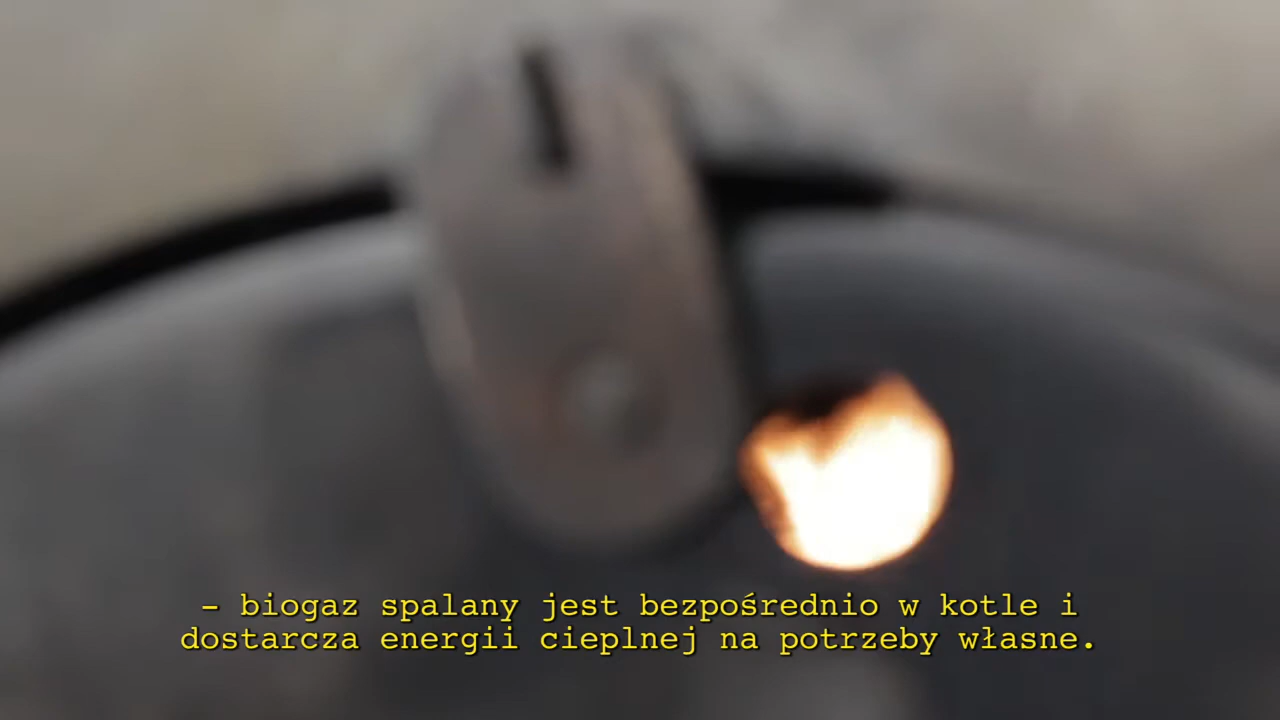 - biogaz spalany jest bezpośrednio w kotle i
dostarcza energii cieplnej na potrzeby własne.